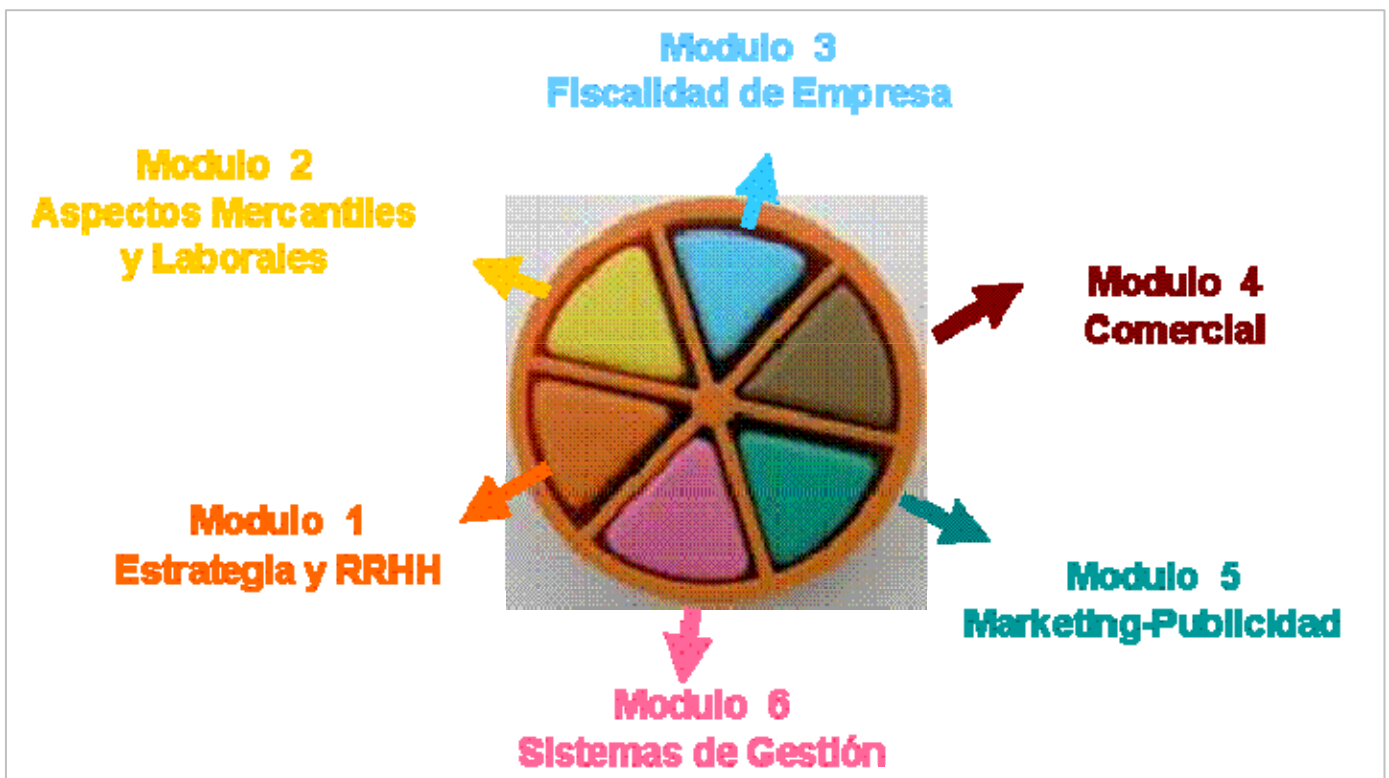 Modulo 3
Fiscalidad de Empresa
Modulo 2
Aspectos Mercantiles
y Laborales
Modulo 4
Comercial
Modulo 1
Estrategia y RRHH
Modulo 5
Marketing-Publicidad
Modulo 6
Sistemas de Gestión